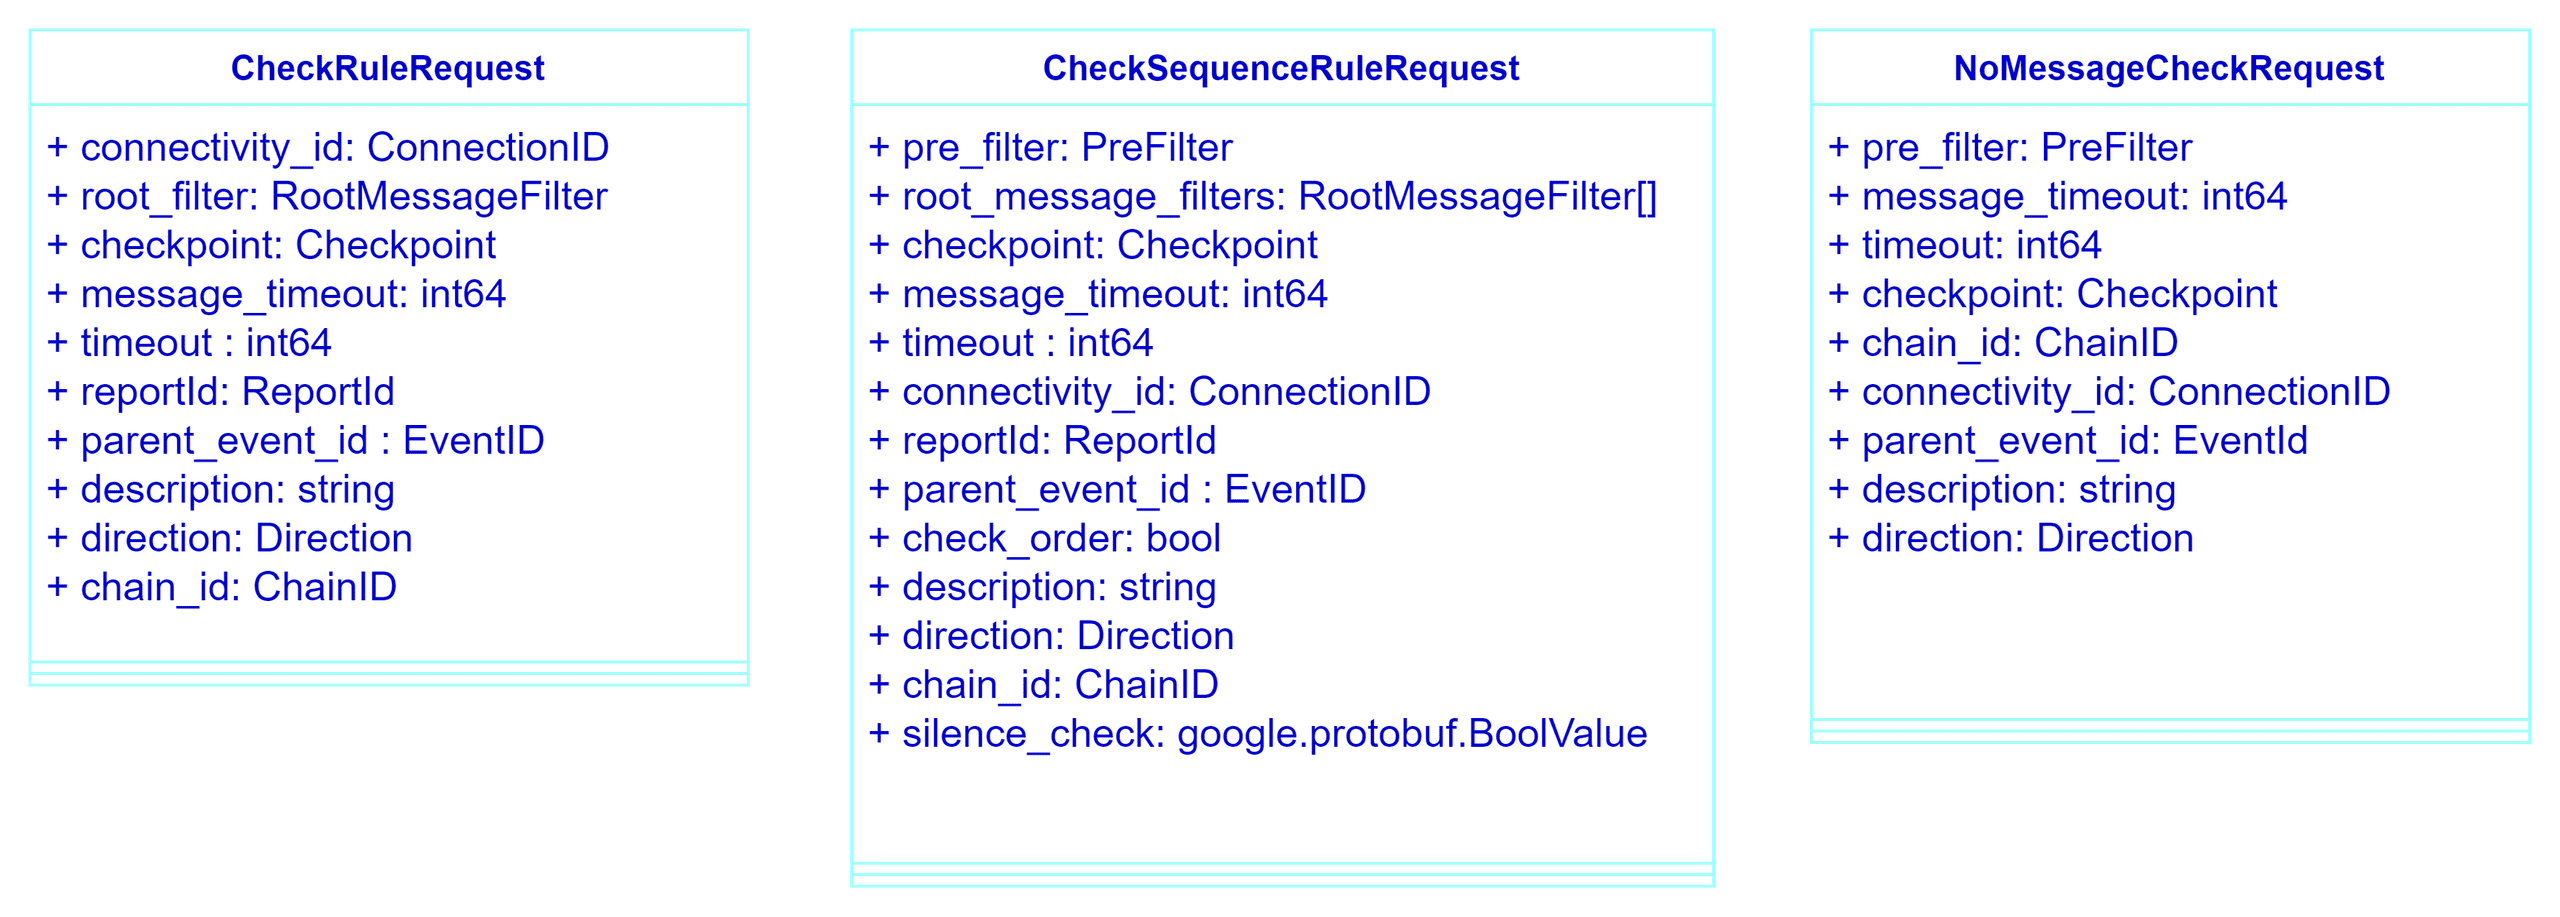 CheckRuleRequest
+ connectivity_id: ConnectionID
+ root_filter: RootMessageFilter
+ checkpoint: Checkpoint
+ message_timeout: int64
+ timeout : int64
+ reportId: ReportId
+ parent_event_id : EventID
+ description: string
+ direction: Direction
+ chain_id: ChainID
CheckSequenceRuleRequest
+ pre_filter: PreFilter
+ root_message_filters: RootMessageFilter[]
+ checkpoint: Checkpoint
+ message_timeout: int64
+ timeout : int64
+ connectivity_id: ConnectionID
+ reportId: ReportId
+ parent_event_id : EventID
+ check_order: bool
+ description: string
+ direction: Direction
+ chain_id: ChainID
+ silence_check: google.protobuf.BoolValue
NoMessageCheckRequest
+ pre_filter: PreFilter
+ message_timeout: int64
+ timeout: int64
+ checkpoint: Checkpoint
+ chain_id: ChainID
+ connectivity_id: ConnectionID
+ parent_event_id: EventId
+ description: string
+ direction: Direction